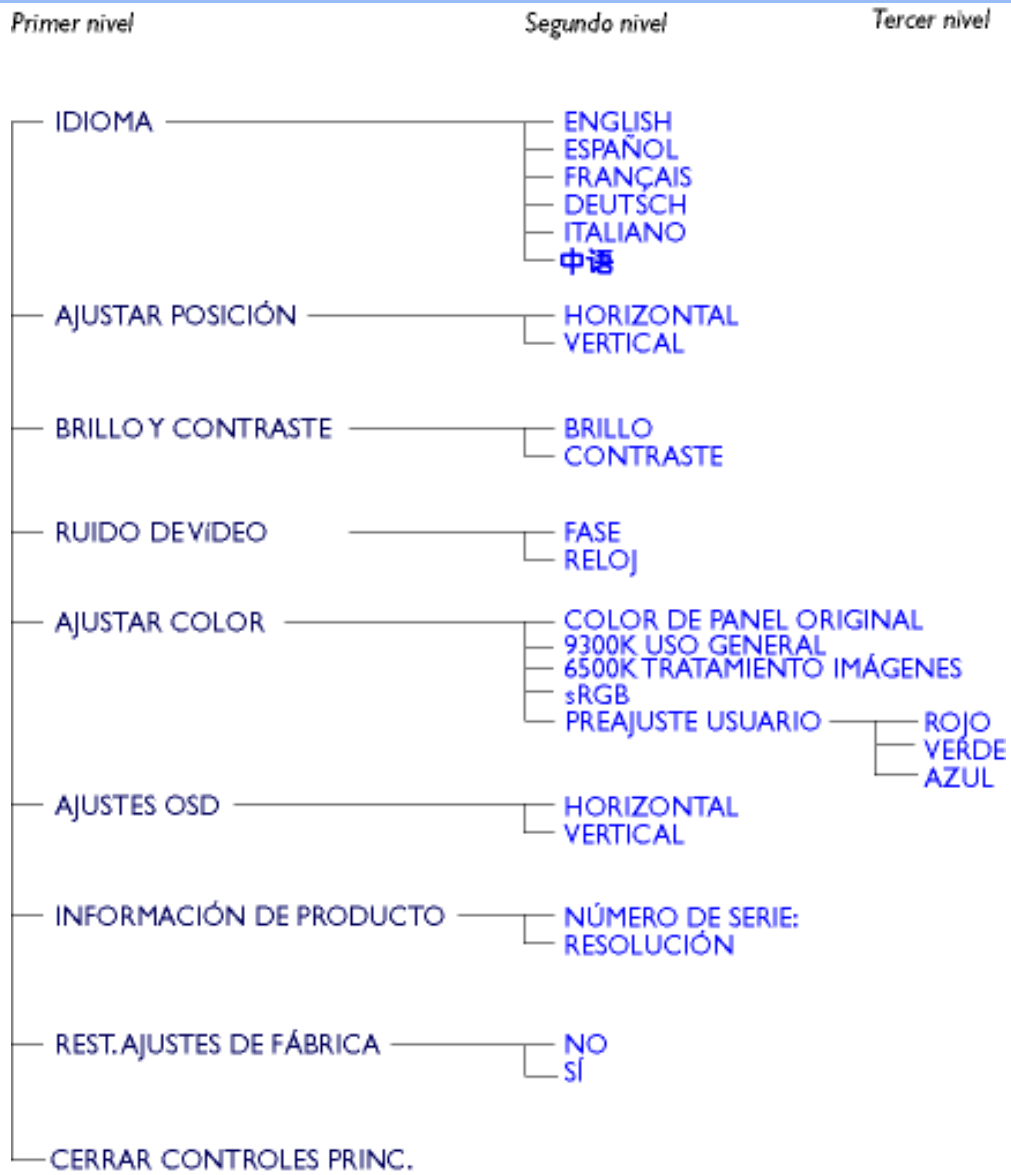 Primer nivel Segundo nivel Tercer nivel
IDIOMA ENGLISH
ESPAÑOL
FRANÇAIS
DEUTSCH
ITALIANO
中语
AJUSTAR POSICIÓN HORIZONTAL
VERTICAL
BRILLO Y CONTRASTE BRILLO
CONTRASTE
RUIDO DE VíDEO FASE
RELOJ
AJUSTAR COLOR COLOR DE PANEL ORIGINAL
9300K USO GENERAL
6500K TRATAMIENTO IMÁGENES
sRGB
PREAJUSTE USUARIO ROJO
VERDE
AZUL
AJUSTES OSD HORIZONTAL
VERTICAL
INFORMACIÓN DE PRODUCTO NÚMERO DE SERIE:
RESOLUCIÓN
REST. AJUSTES DE FÁBRICA NO
SÍ
CERRAR CONTROLES PRINC.